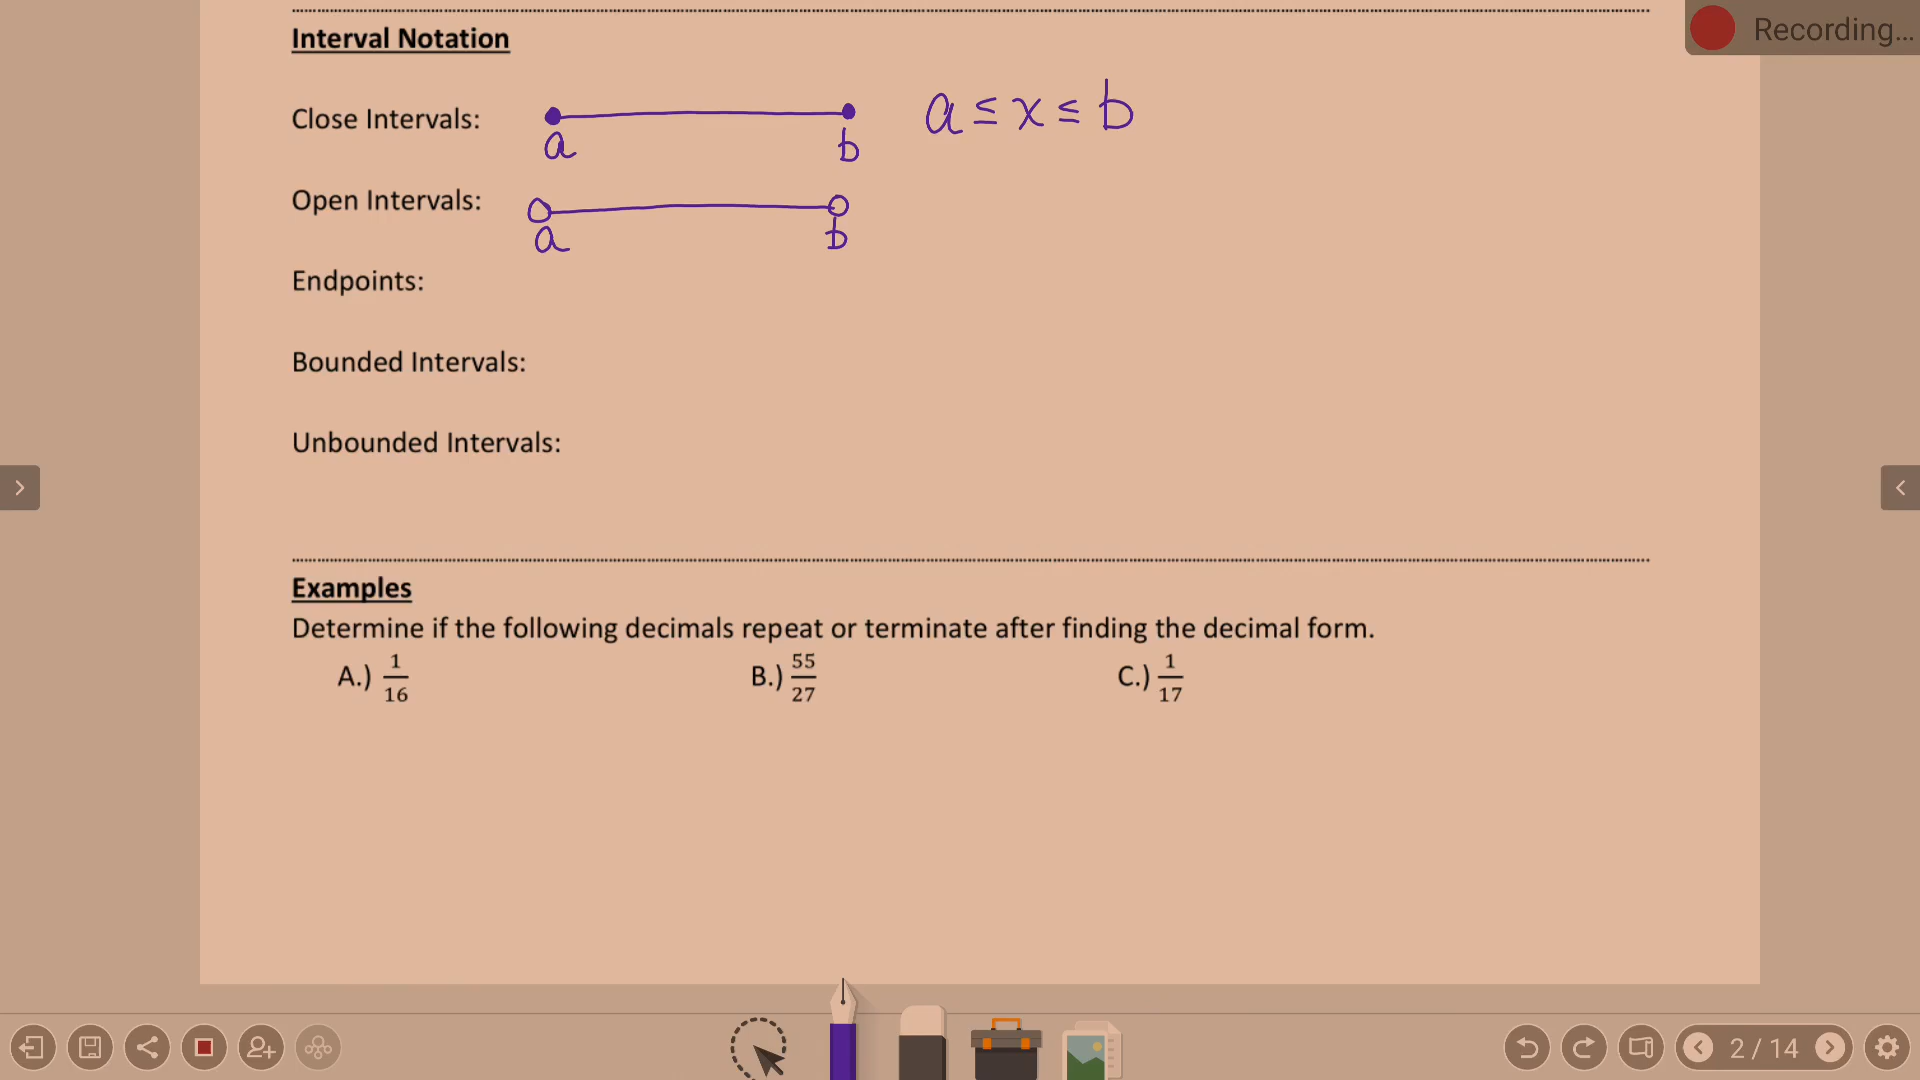 Recording...
Interval Notation
Close Intervals: a b a ≤ x ≤ b
Open Intervals: a b
Endpoints:
Bounded Intervals:
Unbounded Intervals:
Examples
Determine if the following decimals repeat or terminate after finding the decimal form.
A.) 1/16 B.) 55/27 C.) 1/17
2 / 14